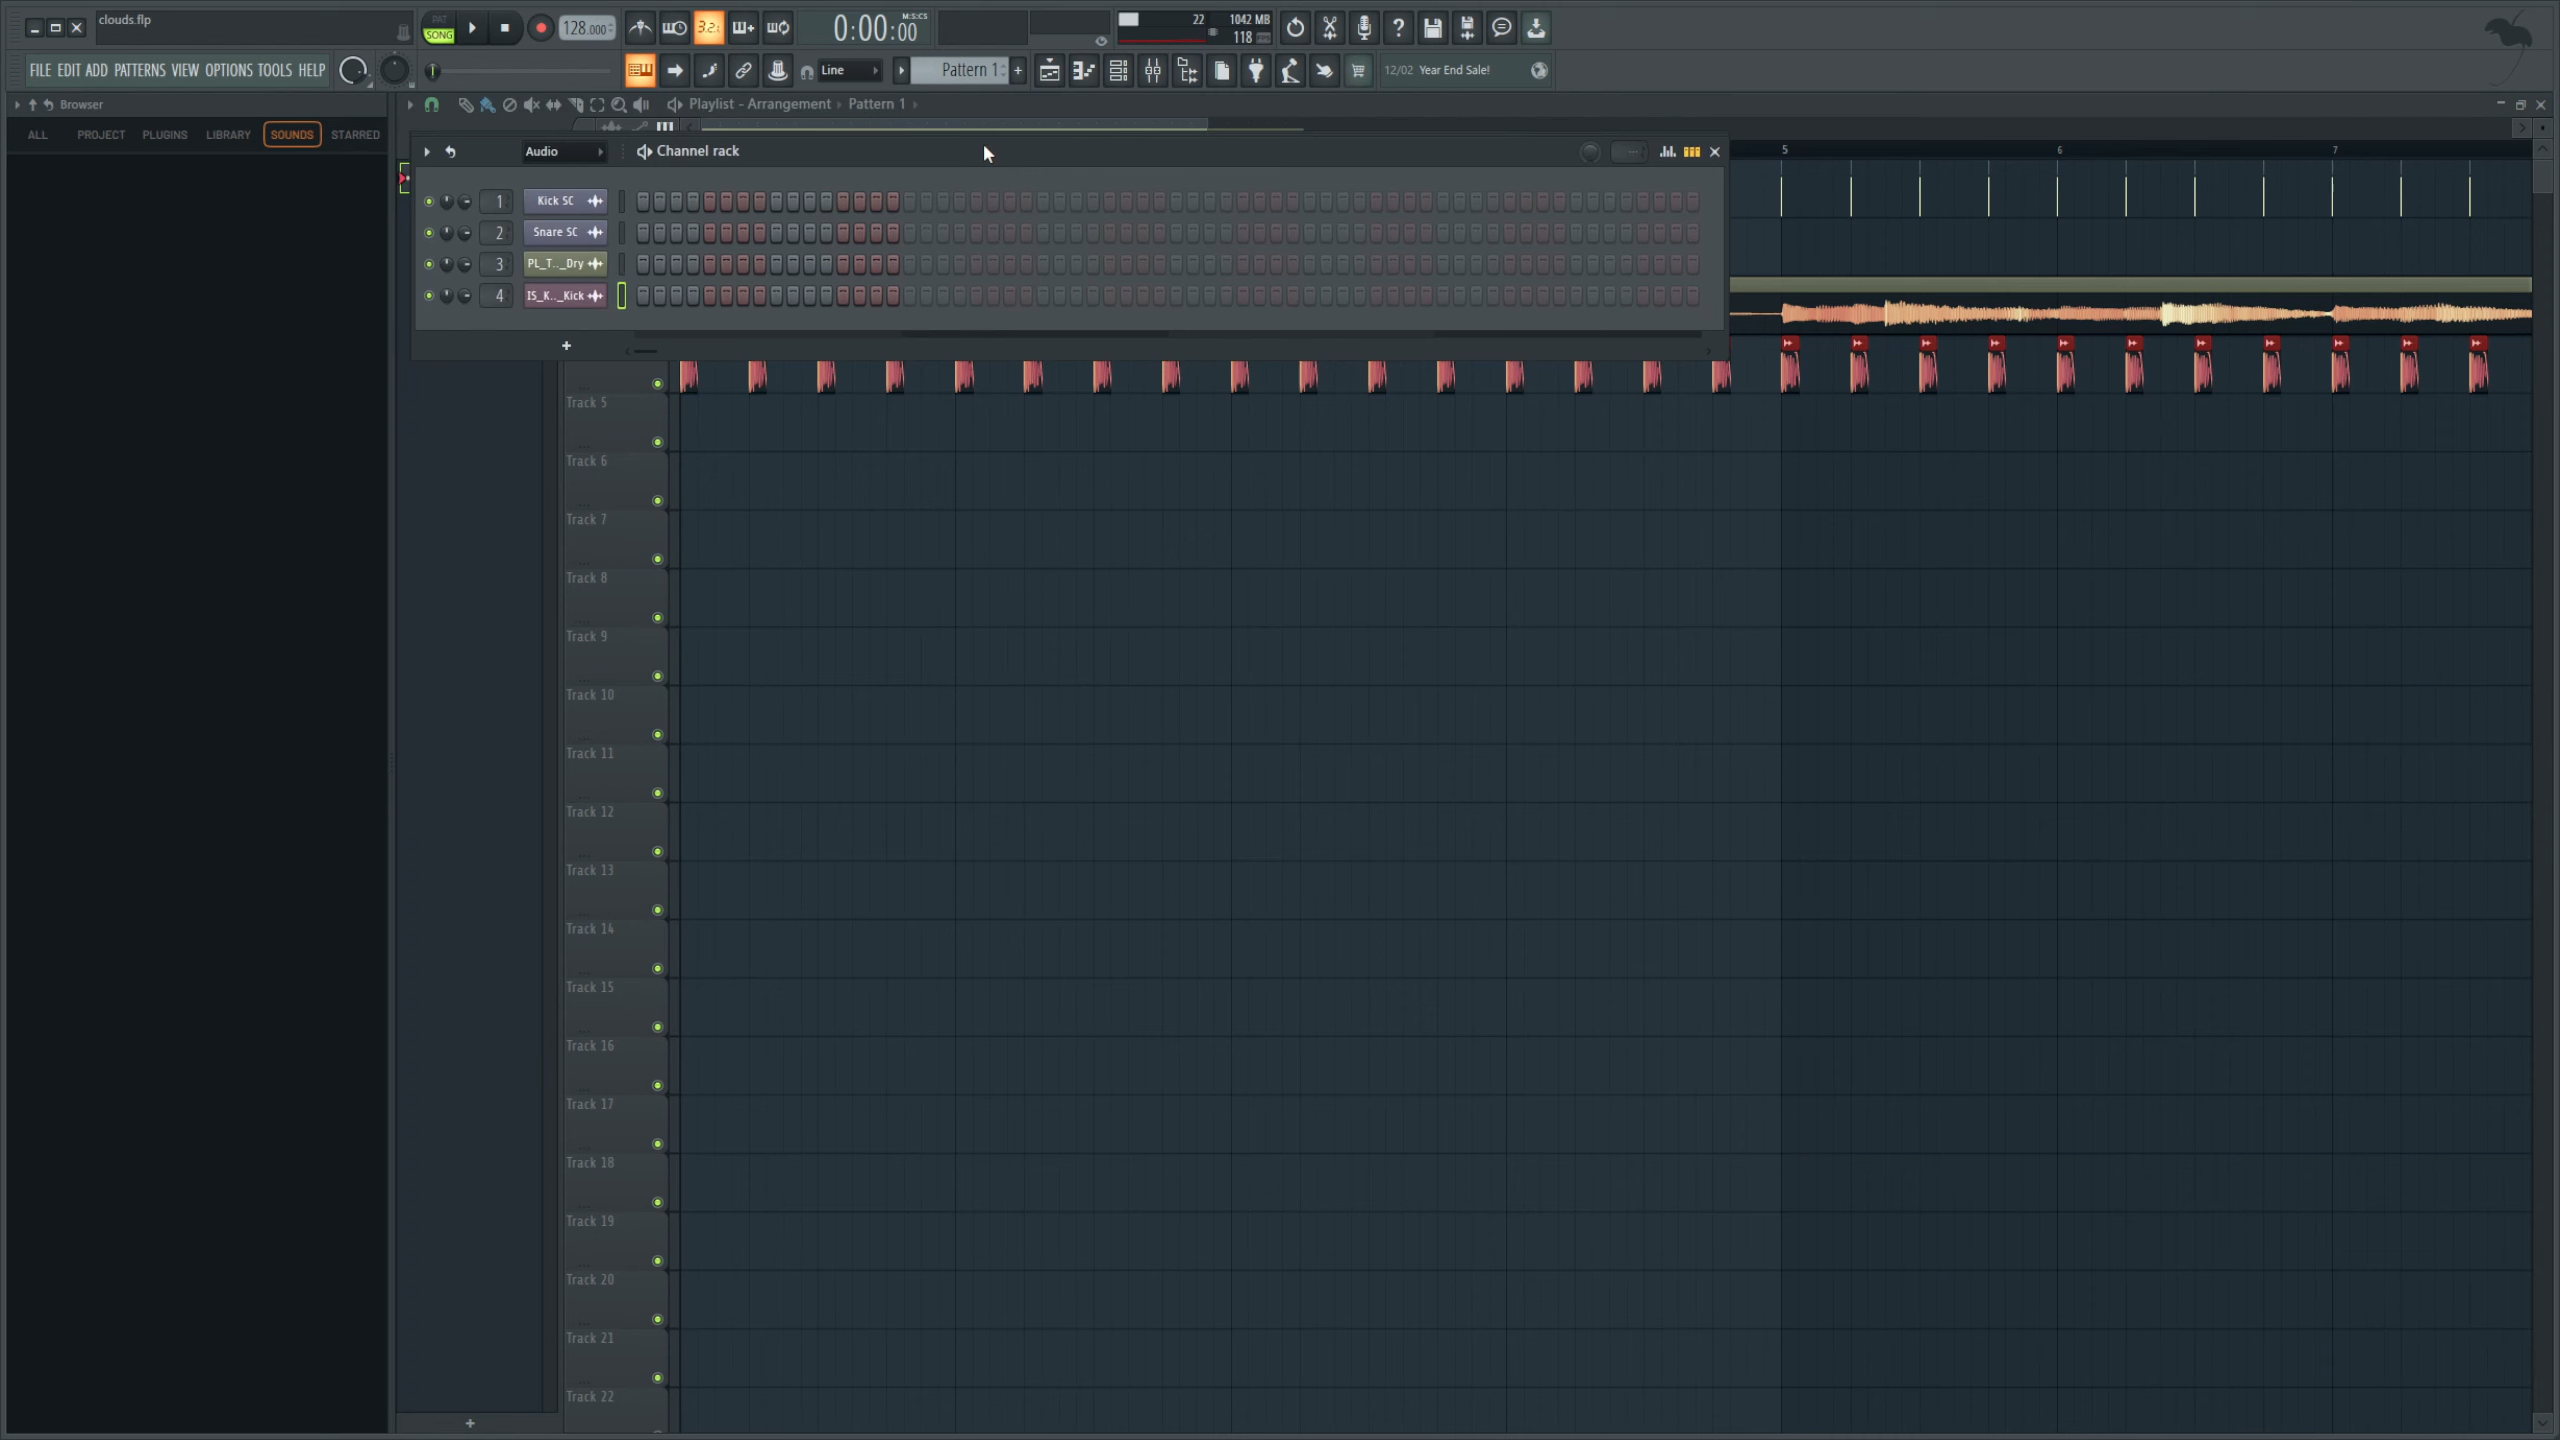 clouds.flp
PAT
SONG
128.000
3.2.
0:00:00
M:S:CS
22
1042 MB
118
FILE EDIT ADD PATTERNS VIEW OPTIONS TOOLS HELP
Line
Pattern 1
12/02 Year End Sale!
Browser
Playlist - Arrangement › Pattern 1 ›
ALL PROJECT PLUGINS LIBRARY SOUNDS STARRED
Audio
Channel rack
5
6
7
1 Kick SC
2 Snare SC
3 PL_T.._Dry
4 IS_K.._Kick
Track 5
Track 6
Track 7
Track 8
Track 9
Track 10
Track 11
Track 12
Track 13
Track 14
Track 15
Track 16
Track 17
Track 18
Track 19
Track 20
Track 21
Track 22